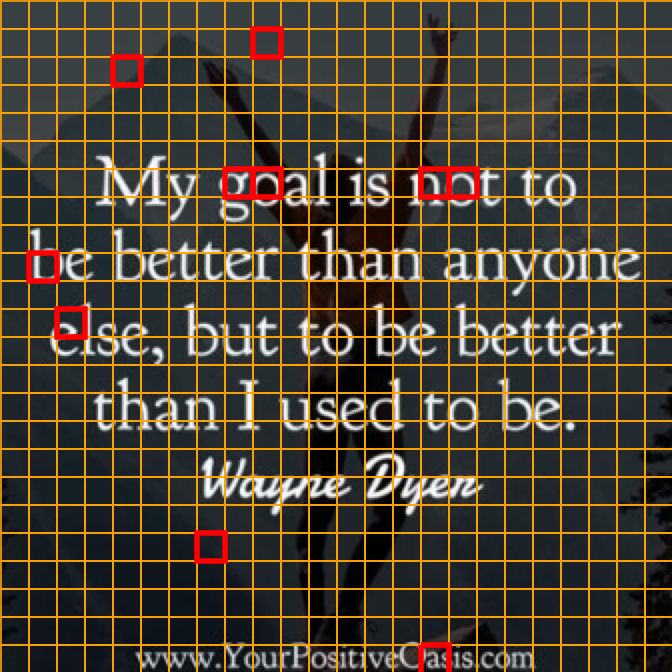 My goal is not to
be better than anyone
else, but to be better
than I used to be.
Wayne Dyer
www.YourPositiveOasis.com